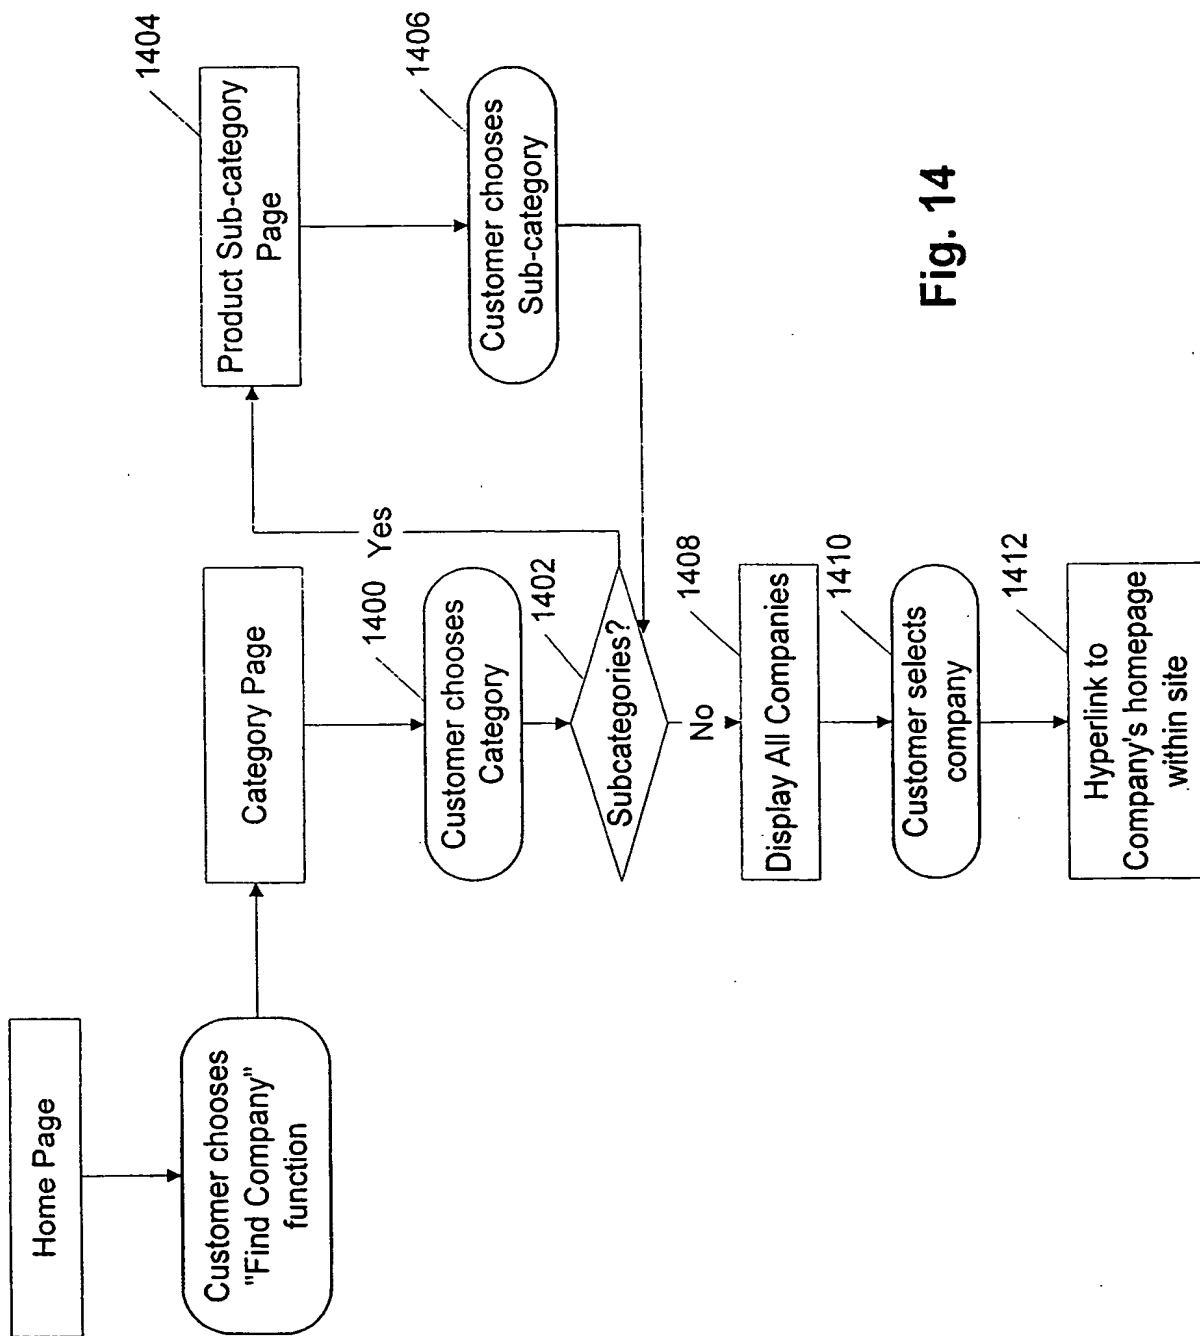 Home Page
Customer chooses
"Find Company"
function
Category Page
1400
Customer chooses
Category
1402
Subcategories?
Yes
No
1404
Product Sub-category
Page
1406
Customer chooses
Sub-category
1408
Display All Companies
1410
Customer selects
company
1412
Hyperlink to
Company's homepage
within site
Fig. 14